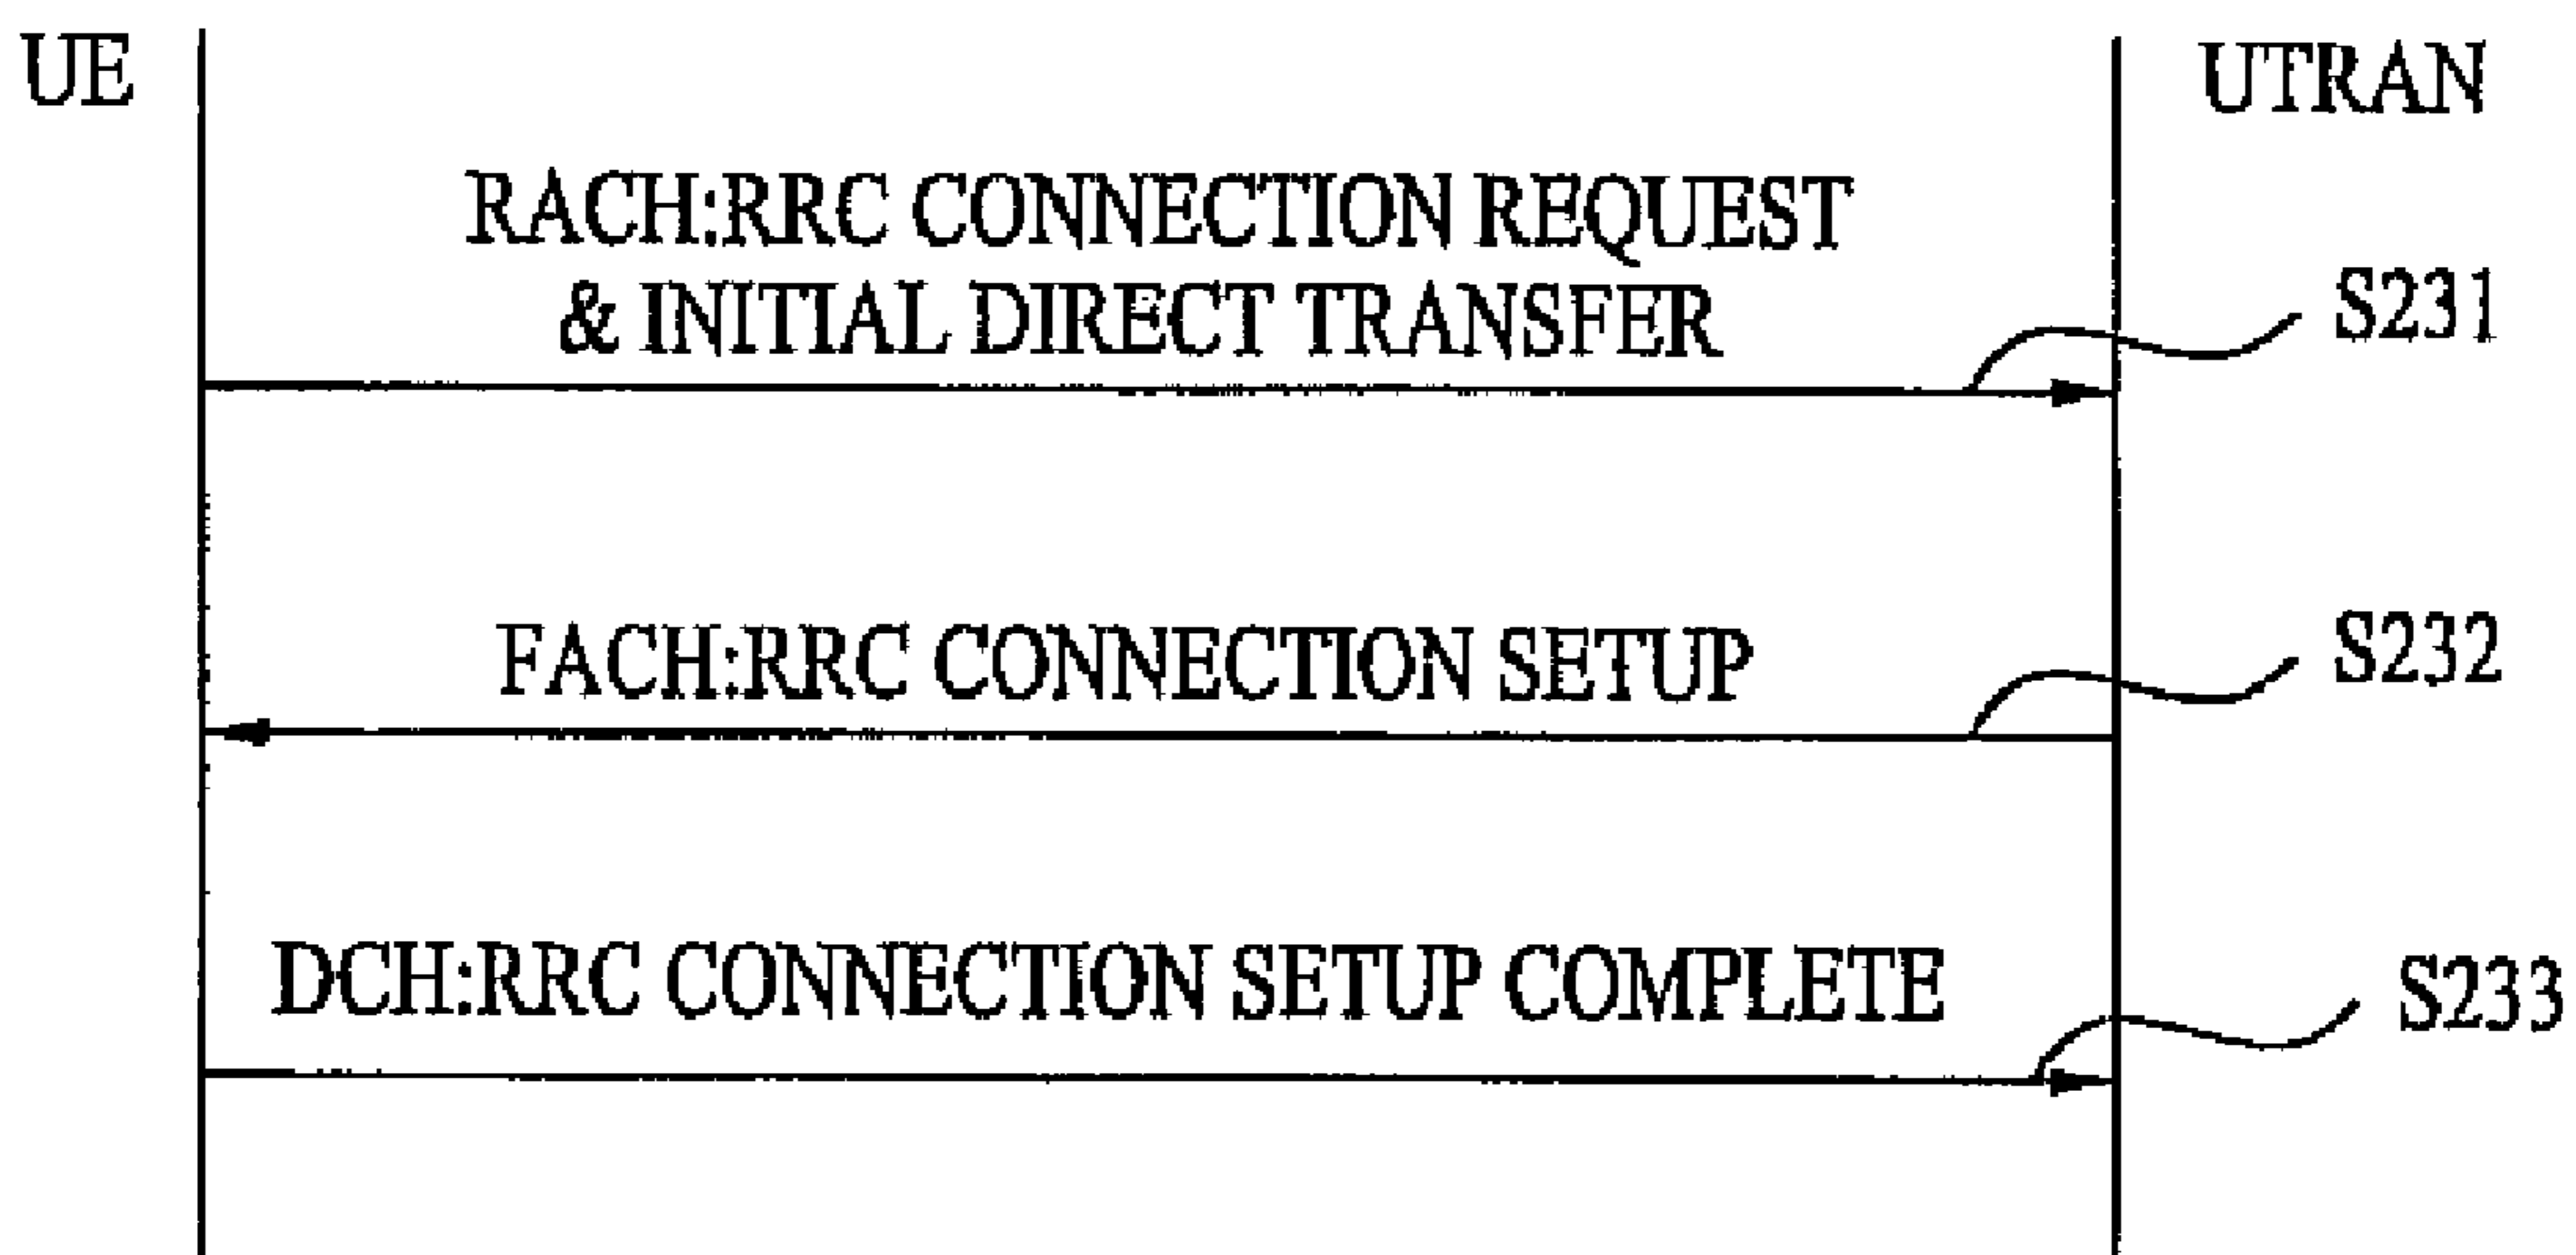 UE
UTRAN
RACH:RRC CONNECTION REQUEST
& INITIAL DIRECT TRANSFER
S231
FACH:RRC CONNECTION SETUP
S232
DCH:RRC CONNECTION SETUP COMPLETE
S233